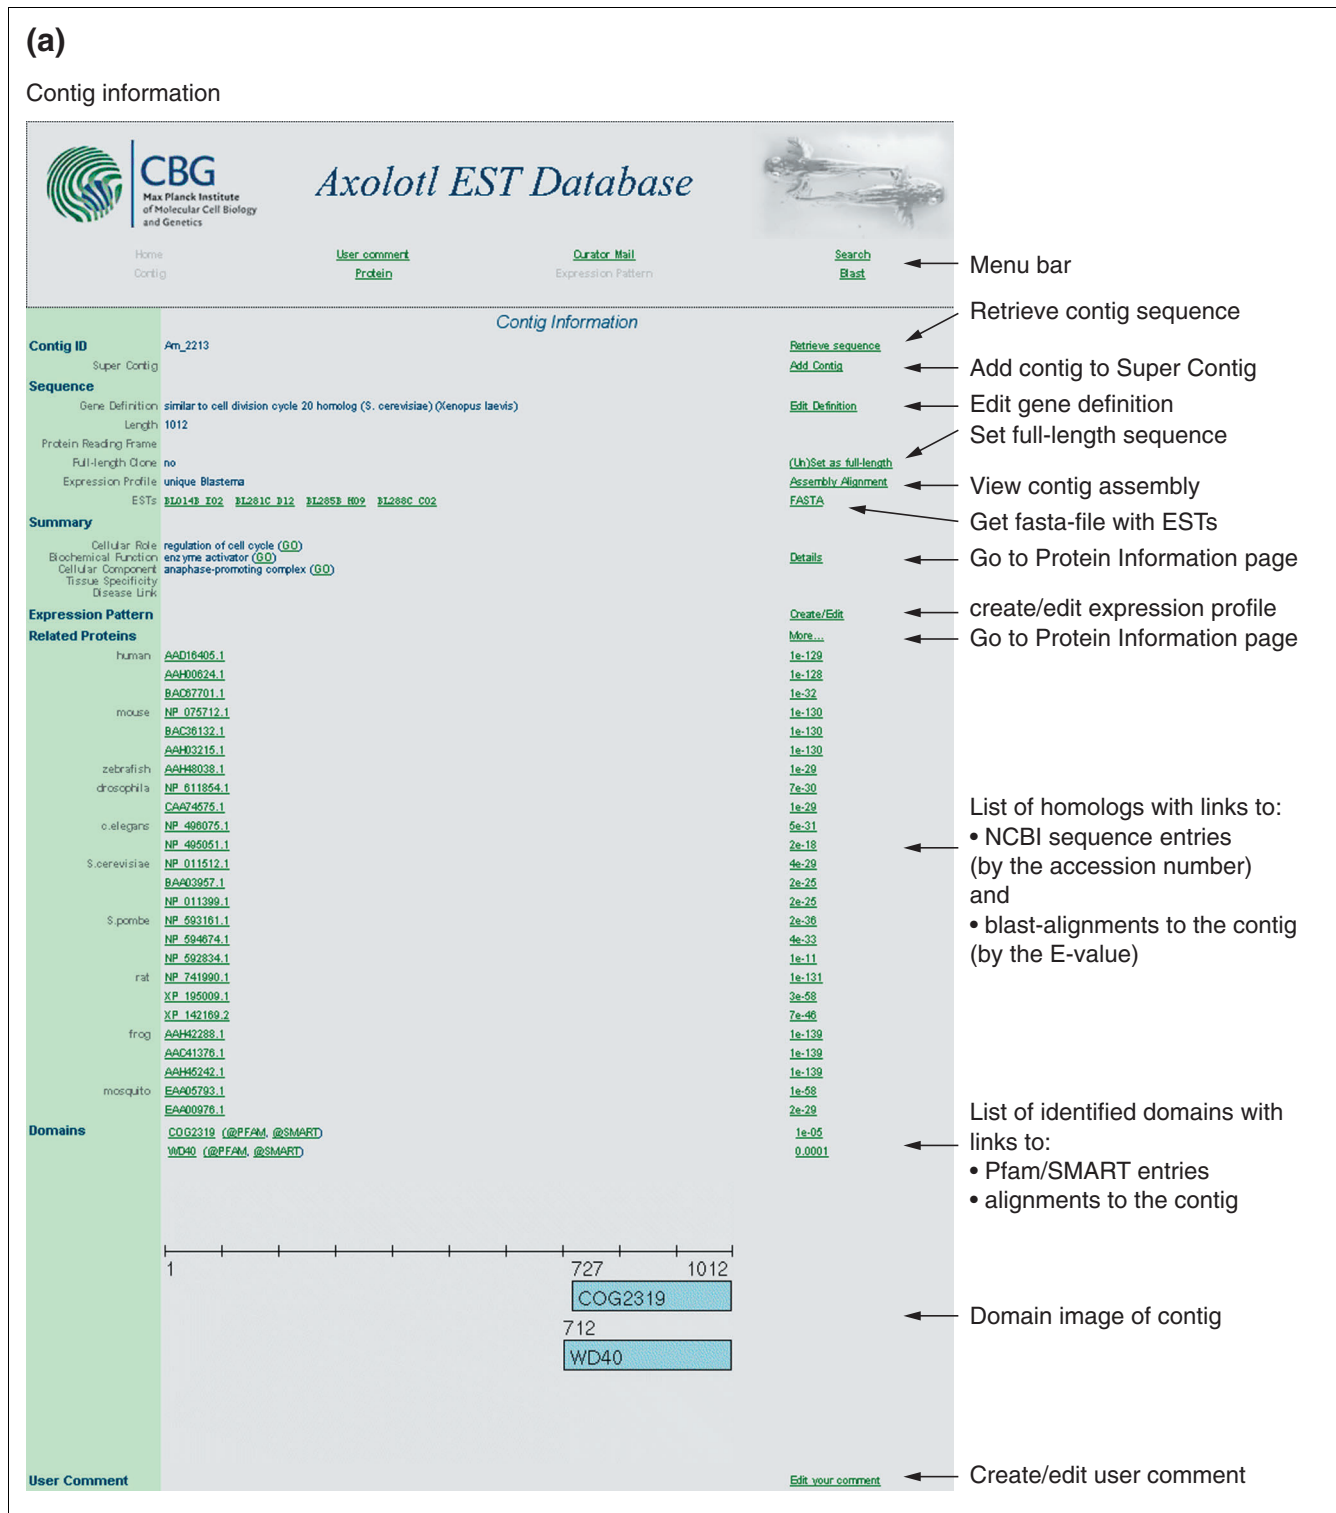 (a)
Contig information
CBG
Max Planck Institute
of Molecular Cell Biology
and Genetics
Axolotl EST Database
Home User comment Curator Mail Search
Contig Protein Expression Pattern Blast
Menu bar
Contig Information
Retrieve contig sequence
Contig ID Am_2213 Retrieve sequence
Super Contig Add Contig
Add contig to Super Contig
Sequence
Gene Definition similar to cell division cycle 20 homolog (S. cerevisiae) (Xenopus laevis) Edit Definition
Edit gene definition
Length 1012
Set full-length sequence
Protein Reading Frame
Full-length Clone no (Un)Set as full-length
Expression Profile unique Blastema Assembly Alignment
View contig assembly
ESTs BL014B_E02 BL281C_D12 BL285B_H09 BL288C_C02 FASTA
Get fasta-file with ESTs
Summary
Cellular Role regulation of cell cycle (GO)
Biochemical Function enzyme activator (GO) Details
Go to Protein Information page
Cellular Component anaphase-promoting complex (GO)
Tissue Specificity
Disease Link
Expression Pattern Create/Edit
create/edit expression profile
Related Proteins More...
Go to Protein Information page
human AAD16405.1 1e-129
AAH00624.1 1e-128
BAC87701.1 1e-32
mouse NP_075712.1 1e-130
BAC36132.1 1e-130
AAH03215.1 1e-130
zebrafish AAH48038.1 1e-29
drosophila NP_611854.1 7e-30
CAA74575.1 1e-29
c.elegans NP_496075.1 5e-31
NP_495051.1 2e-18
S.cerevisiae NP_011512.1 4e-29
BAA03957.1 2e-25
NP_011399.1 2e-25
S.pombe NP_593161.1 2e-36
NP_594674.1 4e-33
NP_592834.1 1e-11
rat NP_741990.1 1e-131
XP_195009.1 3e-58
XP_142169.2 7e-46
frog AAH42288.1 1e-139
AAC41376.1 1e-139
AAH45242.1 1e-139
mosquito EAA05793.1 1e-58
EAA00976.1 2e-29
List of homologs with links to:
• NCBI sequence entries
(by the accession number)
and
• blast-alignments to the contig
(by the E-value)
Domains COG2319 (@PFAM, @SMART) 1e-05
WD40 (@PFAM, @SMART) 0.0001
List of identified domains with
links to:
• Pfam/SMART entries
• alignments to the contig
1 727 1012
COG2319
712
WD40
Domain image of contig
User Comment Edit your comment
Create/edit user comment